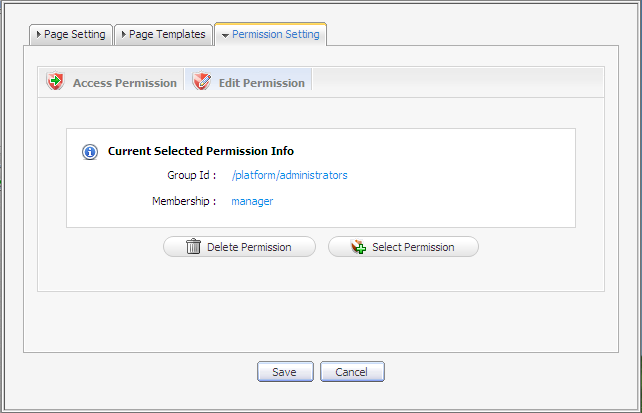 Page Setting Page Templates Permission Setting
Access Permission Edit Permission
Current Selected Permission Info
Group Id : /platform/administrators
Membership : manager
Delete Permission Select Permission
Save Cancel